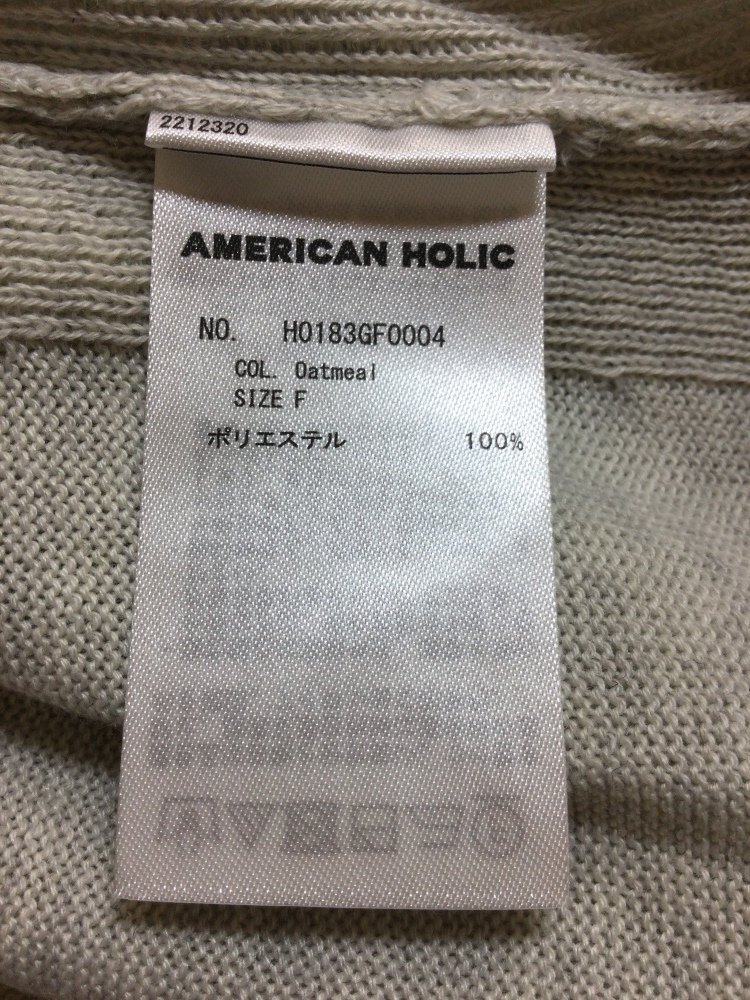 2212320
AMERICAN HOLIC
NO. H0183GF0004
COL. Oatmeal
SIZE F
ポリエステル 100%